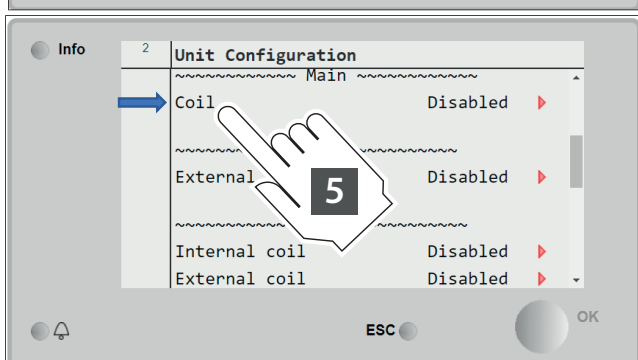 Info
2
Unit Configuration
~~~~~~~~~~~~ Main ~~~~~~~~~~~~
Coil Disabled
External Disabled
5
Internal coil Disabled
External coil Disabled
ESC
OK